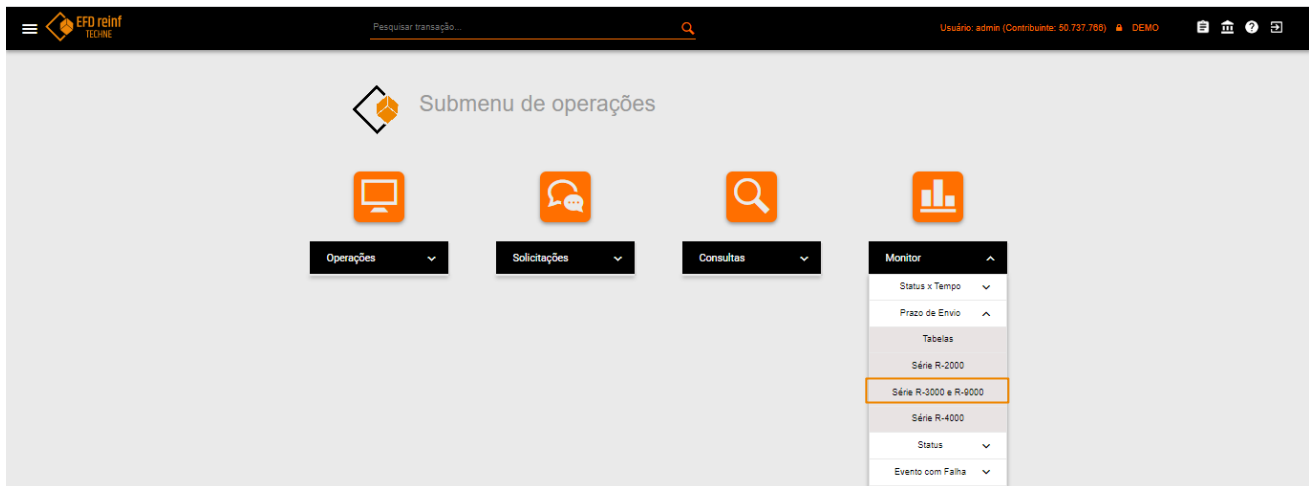 EFD reinf
TECHNE
Pesquisar transação...
Usuário: admin (Contribuinte: 50.737.766) DEMO
Submenu de operações
Operações
Solicitações
Consultas
Monitor
Status x Tempo
Prazo de Envio
Tabelas
Série R-2000
Série R-3000 e R-9000
Série R-4000
Status
Evento com Falha